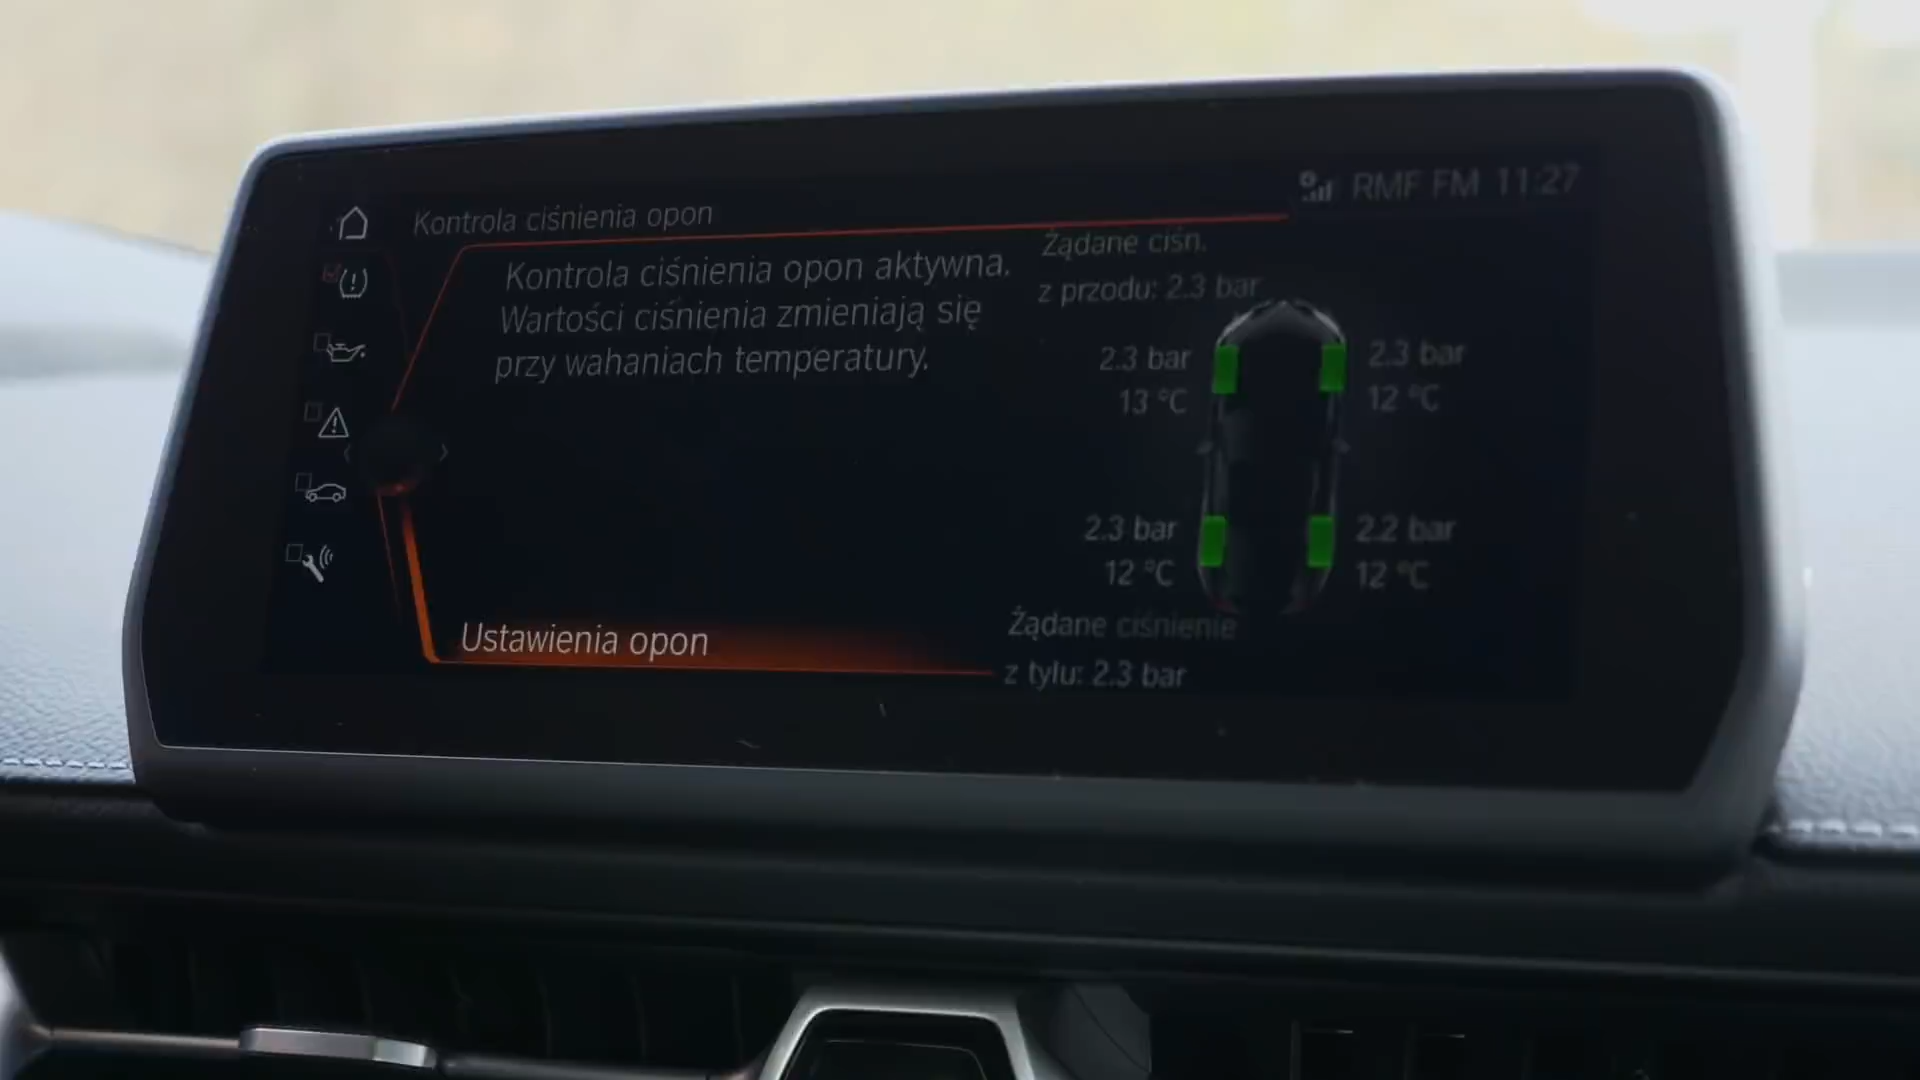 RMF FM 11:27
Kontrola ciśnienia opon
Kontrola ciśnienia opon aktywna.
Wartości ciśnienia zmieniają się
przy wahaniach temperatury.
Żądane ciśn.
z przodu: 2.3 bar
2.3 bar
13 °C
2.3 bar
12 °C
2.3 bar
12 °C
2.2 bar
12 °C
Żądane ciśnienie
z tyłu: 2.3 bar
Ustawienia opon